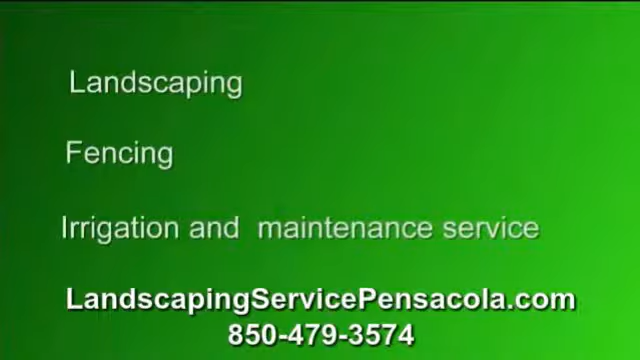 Landscaping
Fencing
Irrigation and  maintenance service
LandscapingServicePensacola.com
850-479-3574